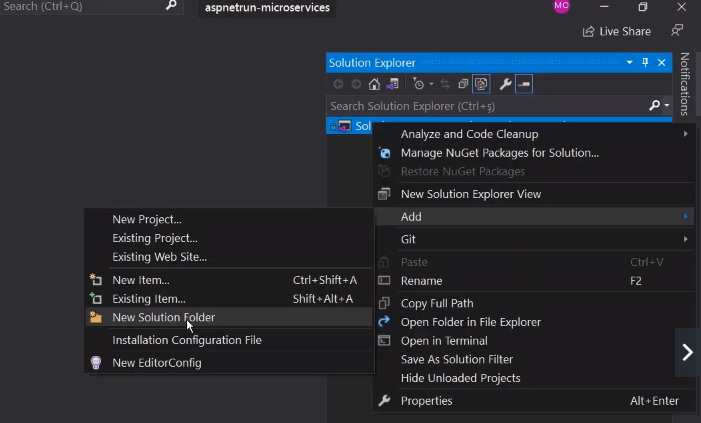 Search (Ctrl+Q)
aspnetrun-microservices
MO
Live Share
Solution Explorer
Notifications
Search Solution Explorer (Ctrl+ş)
Sol
Analyze and Code Cleanup
Manage NuGet Packages for Solution...
Restore NuGet Packages
New Solution Explorer View
Add
Git
Paste Ctrl+V
Rename F2
Copy Full Path
Open Folder in File Explorer
Open in Terminal
Save As Solution Filter
Hide Unloaded Projects
Properties Alt+Enter
New Project...
Existing Project...
Existing Web Site...
New Item... Ctrl+Shift+A
Existing Item... Shift+Alt+A
New Solution Folder
Installation Configuration File
New EditorConfig